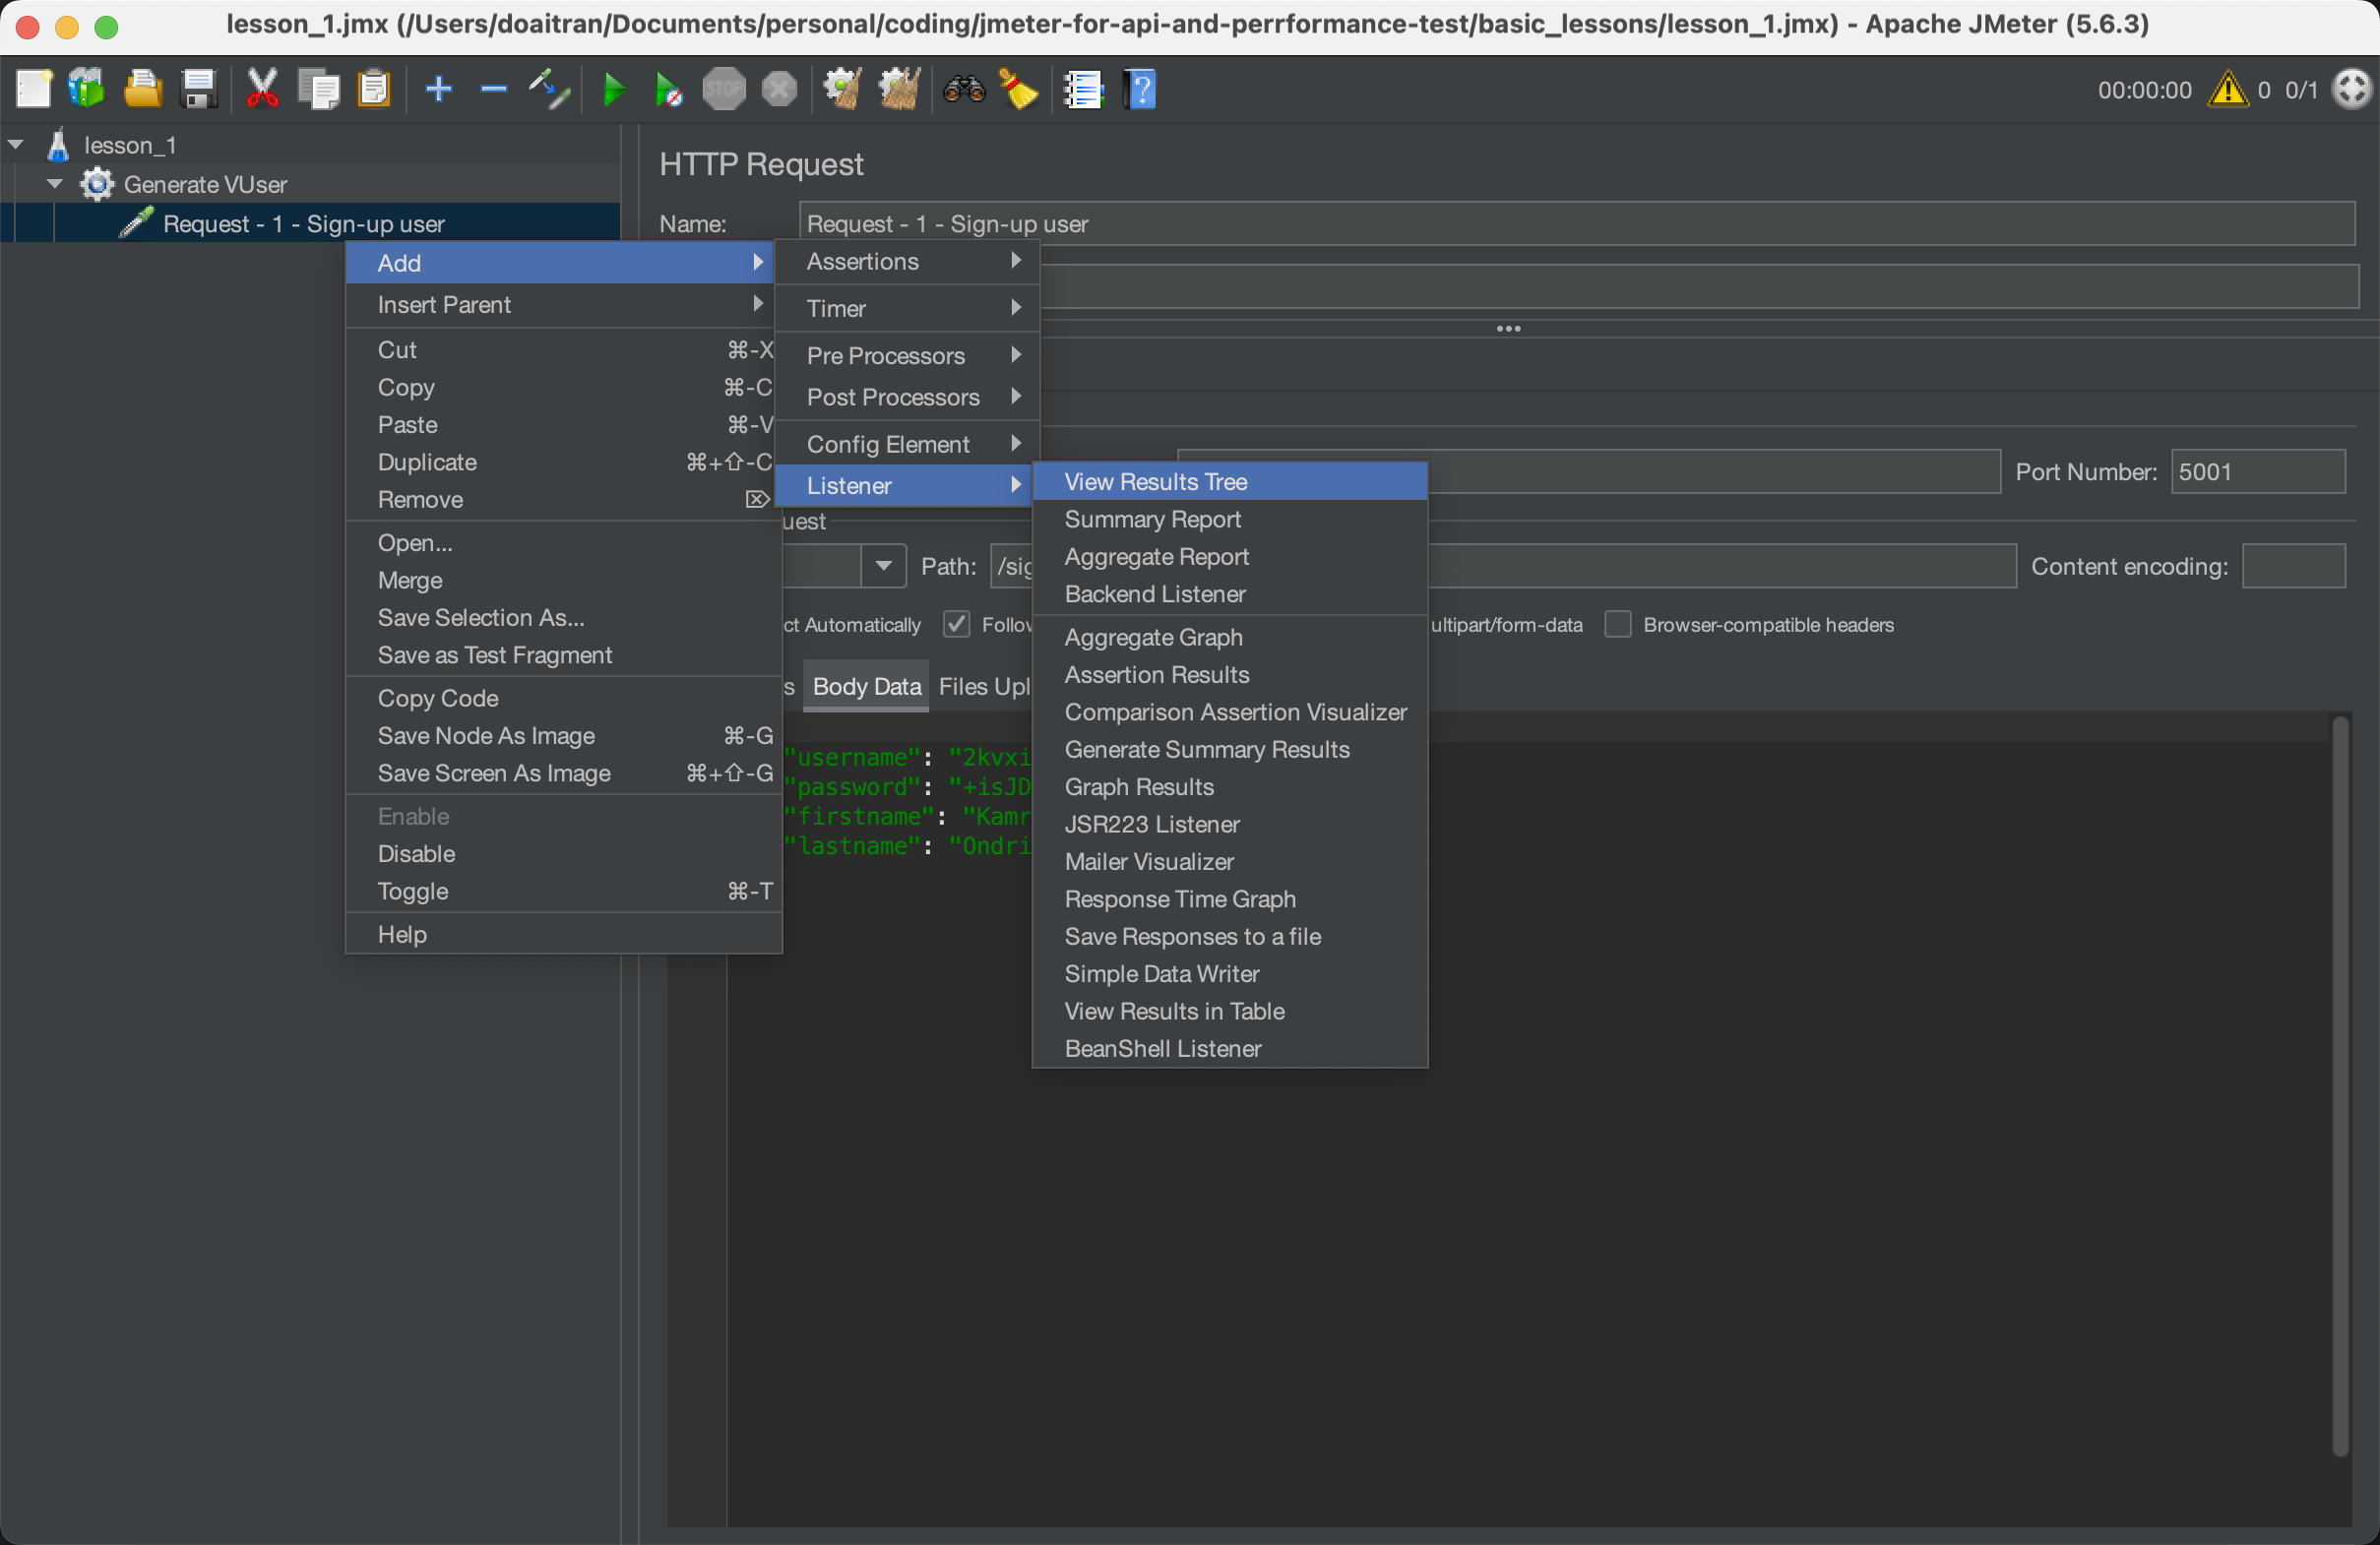 lesson_1.jmx (/Users/doaitran/Documents/personal/coding/jmeter-for-api-and-perrformance-test/basic_lessons/lesson_1.jmx) - Apache JMeter (5.6.3)
STOP
00:00:00 0 0/1
lesson_1
Generate VUser
Request - 1 - Sign-up user
HTTP Request
Name: Request - 1 - Sign-up user
Add
Insert Parent
Cut ⌘-X
Copy ⌘-C
Paste ⌘-V
Duplicate ⌘+⇧-C
Remove ⌦
Open...
Merge
Save Selection As...
Save as Test Fragment
Copy Code
Save Node As Image ⌘-G
Save Screen As Image ⌘+⇧-G
Enable
Disable
Toggle ⌘-T
Help
Assertions
Timer
Pre Processors
Post Processors
Config Element
Listener
View Results Tree
Summary Report
Aggregate Report
Backend Listener
Aggregate Graph
Assertion Results
Comparison Assertion Visualizer
Generate Summary Results
Graph Results
JSR223 Listener
Mailer Visualizer
Response Time Graph
Save Responses to a file
Simple Data Writer
View Results in Table
BeanShell Listener
Port Number: 5001
uest
Path: /sig
Content encoding:
ct Automatically Follow ultipart/form-data Browser-compatible headers
s Body Data Files Upl
"username": "2kvxi
"password": "+isJD
"firstname": "Kamr
"lastname": "Ondri